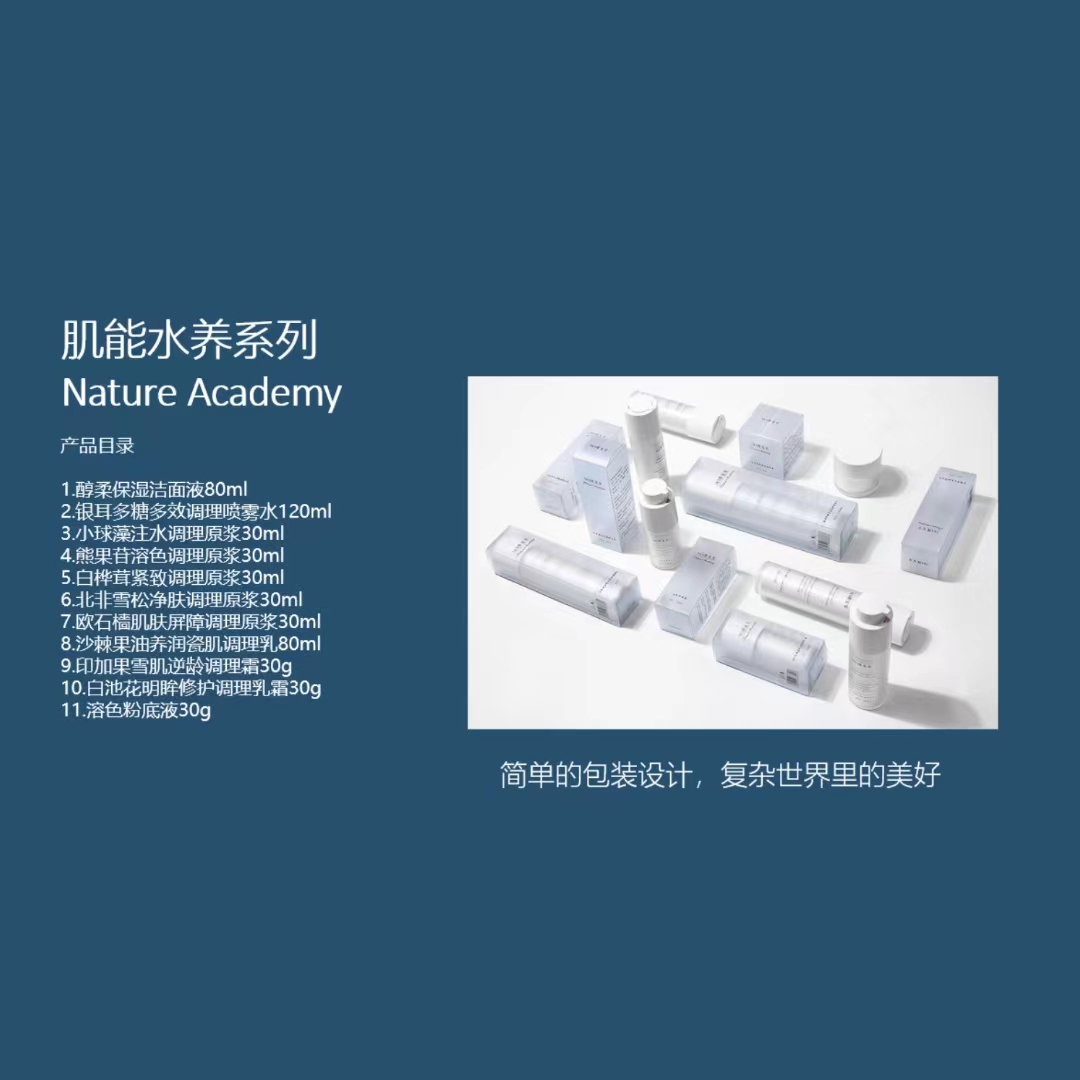 肌能水养系列
Nature Academy
产品目录
1.醇柔保湿洁面液80ml
2.银耳多糖多效调理喷雾水120ml
3.小球藻注水调理原浆30ml
4.熊果苷溶色调理原浆30ml
5.白桦茸紧致调理原浆30ml
6.北非雪松净肤调理原浆30ml
7.欧石楠肌肤屏障调理原浆30ml
8.沙棘果油养润瓷肌调理乳80ml
9.印加果雪肌逆龄调理霜30g
10.白池花明眸修护调理乳霜30g
11.溶色粉底液30g
简单的包装设计，复杂世界里的美好